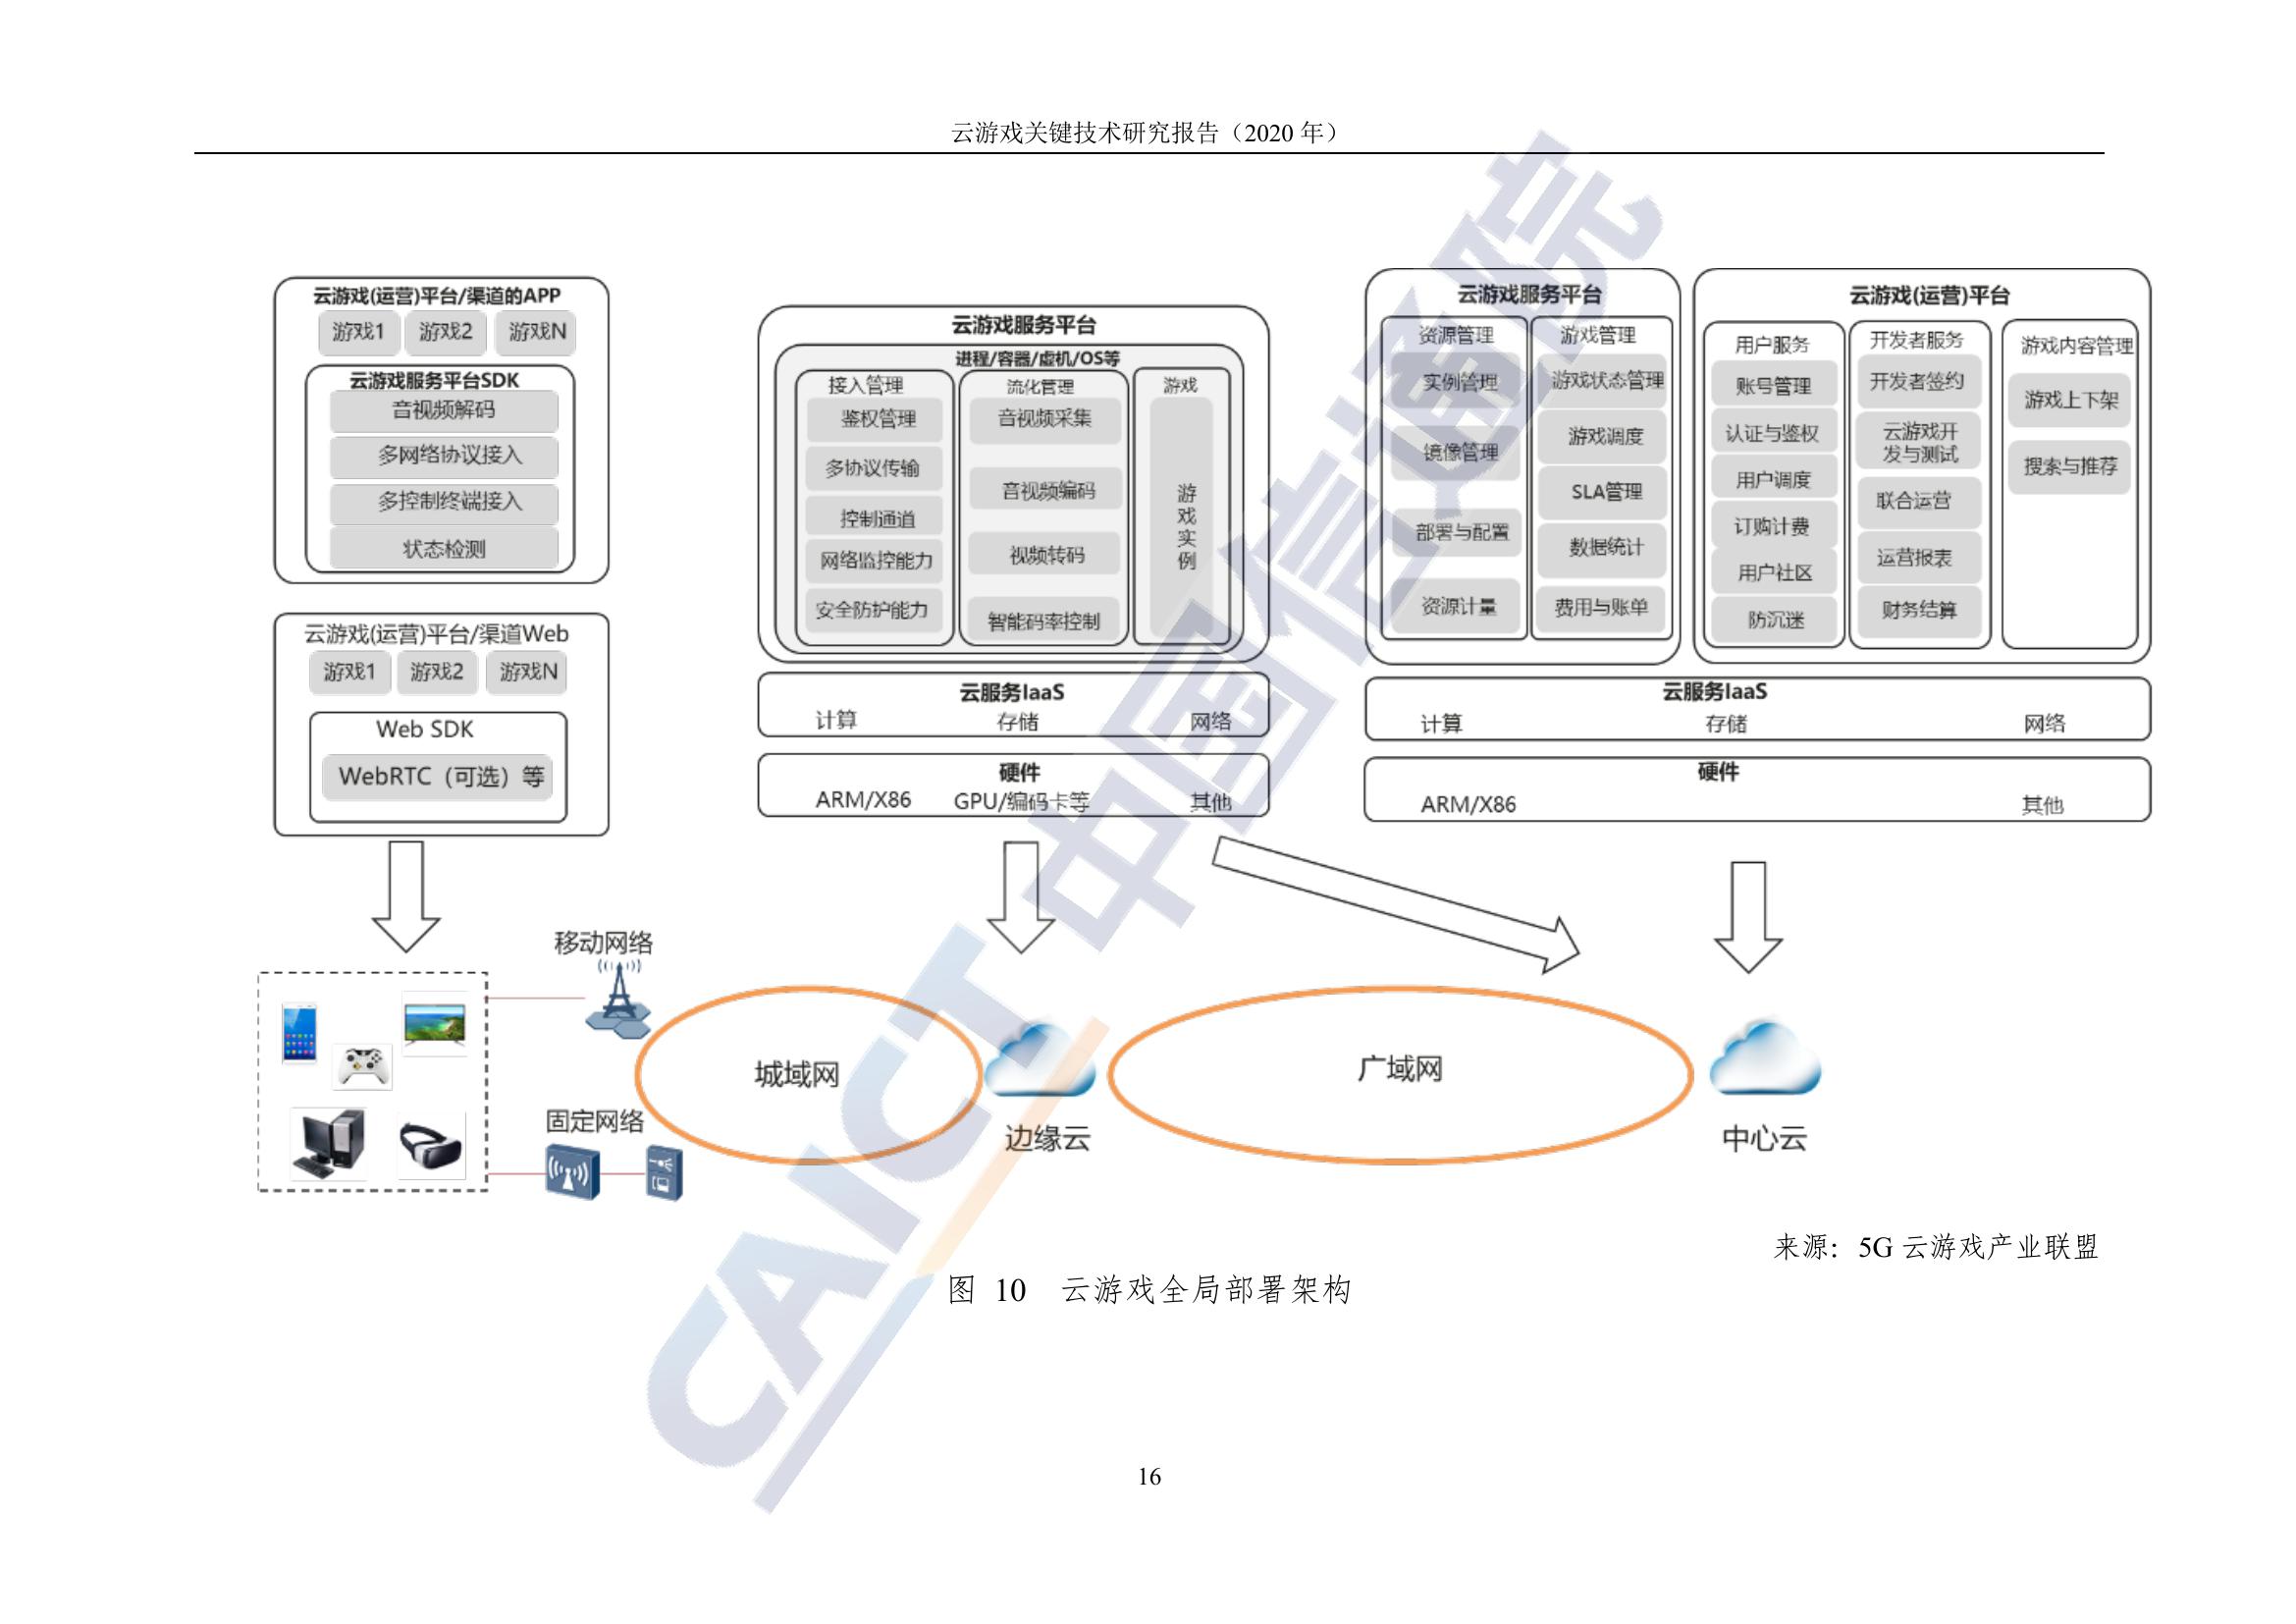 云游戏关键技术研究报告（2020 年）
云游戏(运营)平台/渠道的APP
游戏1 游戏2 游戏N
云游戏服务平台SDK
音视频解码
多网络协议接入
多控制终端接入
状态检测
云游戏(运营)平台/渠道Web
游戏1 游戏2 游戏N
Web SDK
WebRTC（可选）等
云游戏服务平台
进程/容器/虚机/OS等
接入管理
鉴权管理
多协议传输
控制通道
网络监控能力
安全防护能力
流化管理
音视频采集
音视频编码
视频转码
智能码率控制
游戏
游戏实例
云服务IaaS
计算 存储 网络
硬件
ARM/X86 GPU/编码卡等 其他
云游戏服务平台
资源管理
实例管理
镜像管理
部署与配置
资源计量
游戏管理
游戏状态管理
游戏调度
SLA管理
数据统计
费用与账单
云游戏(运营)平台
用户服务
账号管理
认证与鉴权
用户调度
订购计费
用户社区
防沉迷
开发者服务
开发者签约
云游戏开
发与测试
联合运营
运营报表
财务结算
游戏内容管理
游戏上下架
搜索与推荐
云服务IaaS
计算 存储 网络
硬件
ARM/X86 其他
移动网络
固定网络
城域网
边缘云
广域网
中心云
来源：5G 云游戏产业联盟
图 10 云游戏全局部署架构
16
CAICT 中国信通院